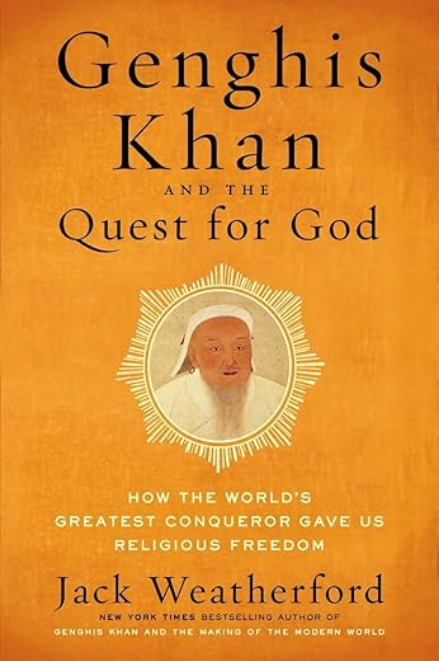 Genghis
Khan
AND THE
Quest for God
HOW THE WORLD'S
GREATEST CONQUEROR GAVE US
RELIGIOUS FREEDOM
Jack Weatherford
NEW YORK TIMES BESTSELLING AUTHOR OF
GENGHIS KHAN AND THE MAKING OF THE MODERN WORLD